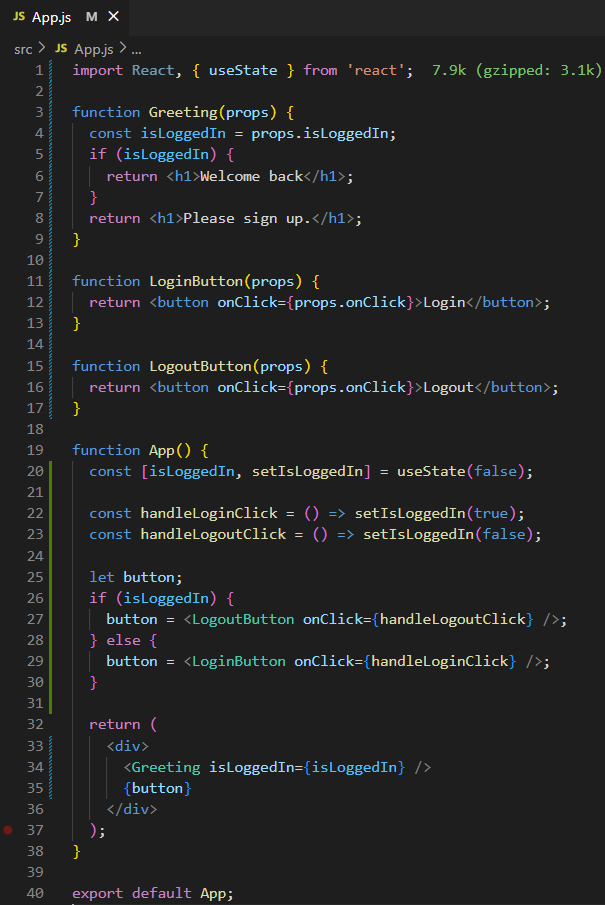 JS App.js M ×
src > JS App.js > ...
1 import React, { useState } from 'react'; 7.9k (gzipped: 3.1k)
2
3 function Greeting(props) {
4   const isLoggedIn = props.isLoggedIn;
5   if (isLoggedIn) {
6     return <h1>Welcome back</h1>;
7   }
8   return <h1>Please sign up.</h1>;
9 }
10
11 function LoginButton(props) {
12   return <button onClick={props.onClick}>Login</button>;
13 }
14
15 function LogoutButton(props) {
16   return <button onClick={props.onClick}>Logout</button>;
17 }
18
19 function App() {
20   const [isLoggedIn, setIsLoggedIn] = useState(false);
21
22   const handleLoginClick = () => setIsLoggedIn(true);
23   const handleLogoutClick = () => setIsLoggedIn(false);
24
25   let button;
26   if (isLoggedIn) {
27     button = <LogoutButton onClick={handleLogoutClick} />;
28   } else {
29     button = <LoginButton onClick={handleLoginClick} />;
30   }
31
32   return (
33     <div>
34       <Greeting isLoggedIn={isLoggedIn} />
35       {button}
36     </div>
37   );
38 }
39
40 export default App;